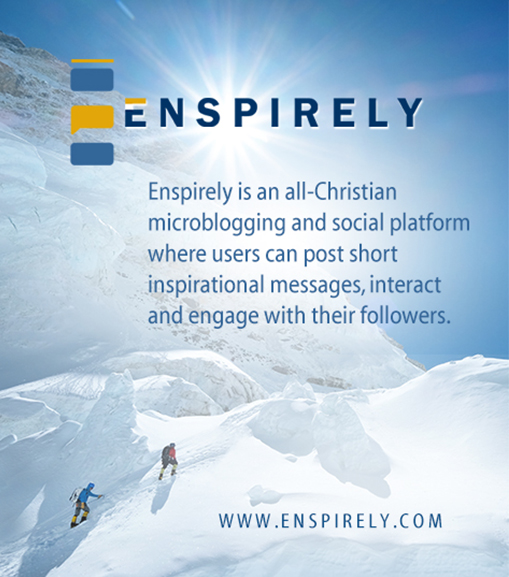 ENSPIRELY
Enspirely is an all-Christian
microblogging and social platform
where users can post short
inspirational messages, interact
and engage with their followers.
WWW.ENSPIRELY.COM